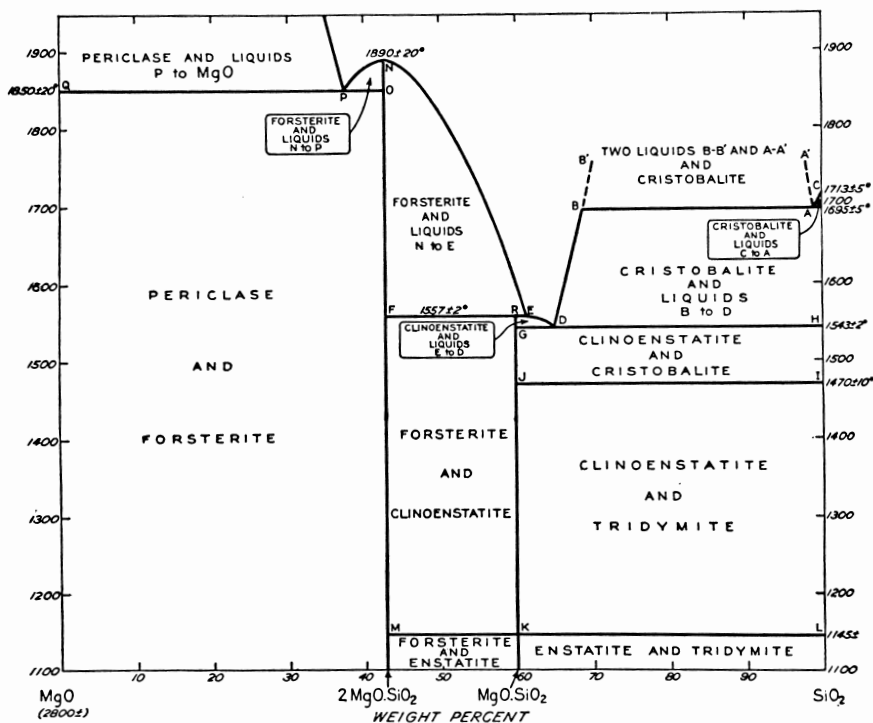 1900
1850±20°
1800
1700
1600
1500
1400
1300
1200
1100
PERICLASE AND LIQUIDS
P to MgO
Q
P
O
N
1890±20°
FORSTERITE
AND
LIQUIDS
N to P
FORSTERITE
AND
LIQUIDS
N to E
TWO LIQUIDS B-B' AND A-A'
AND
CRISTOBALITE
B'
B
A'
C
A
1900
1800
1713±5°
1700
1695±5°
1600
1543±2°
1500
1470±10°
1400
1300
1200
1145±
1100
CRISTOBALITE
AND
LIQUIDS
C to A
CRISTOBALITE
AND
LIQUIDS
B to D
PERICLASE
AND
FORSTERITE
F
1557±2°
R
E
D
G
H
CLINOENSTATITE
AND
LIQUIDS
E to D
CLINOENSTATITE
AND
CRISTOBALITE
J
I
FORSTERITE
AND
CLINOENSTATITE
CLINOENSTATITE
AND
TRIDYMITE
M
K
L
FORSTERITE
AND
ENSTATITE
ENSTATITE AND TRIDYMITE
10
20
30
40
50
60
70
80
90
MgO
(2800±)
2MgO.SiO₂
MgO.SiO₂
SiO₂
WEIGHT PERCENT